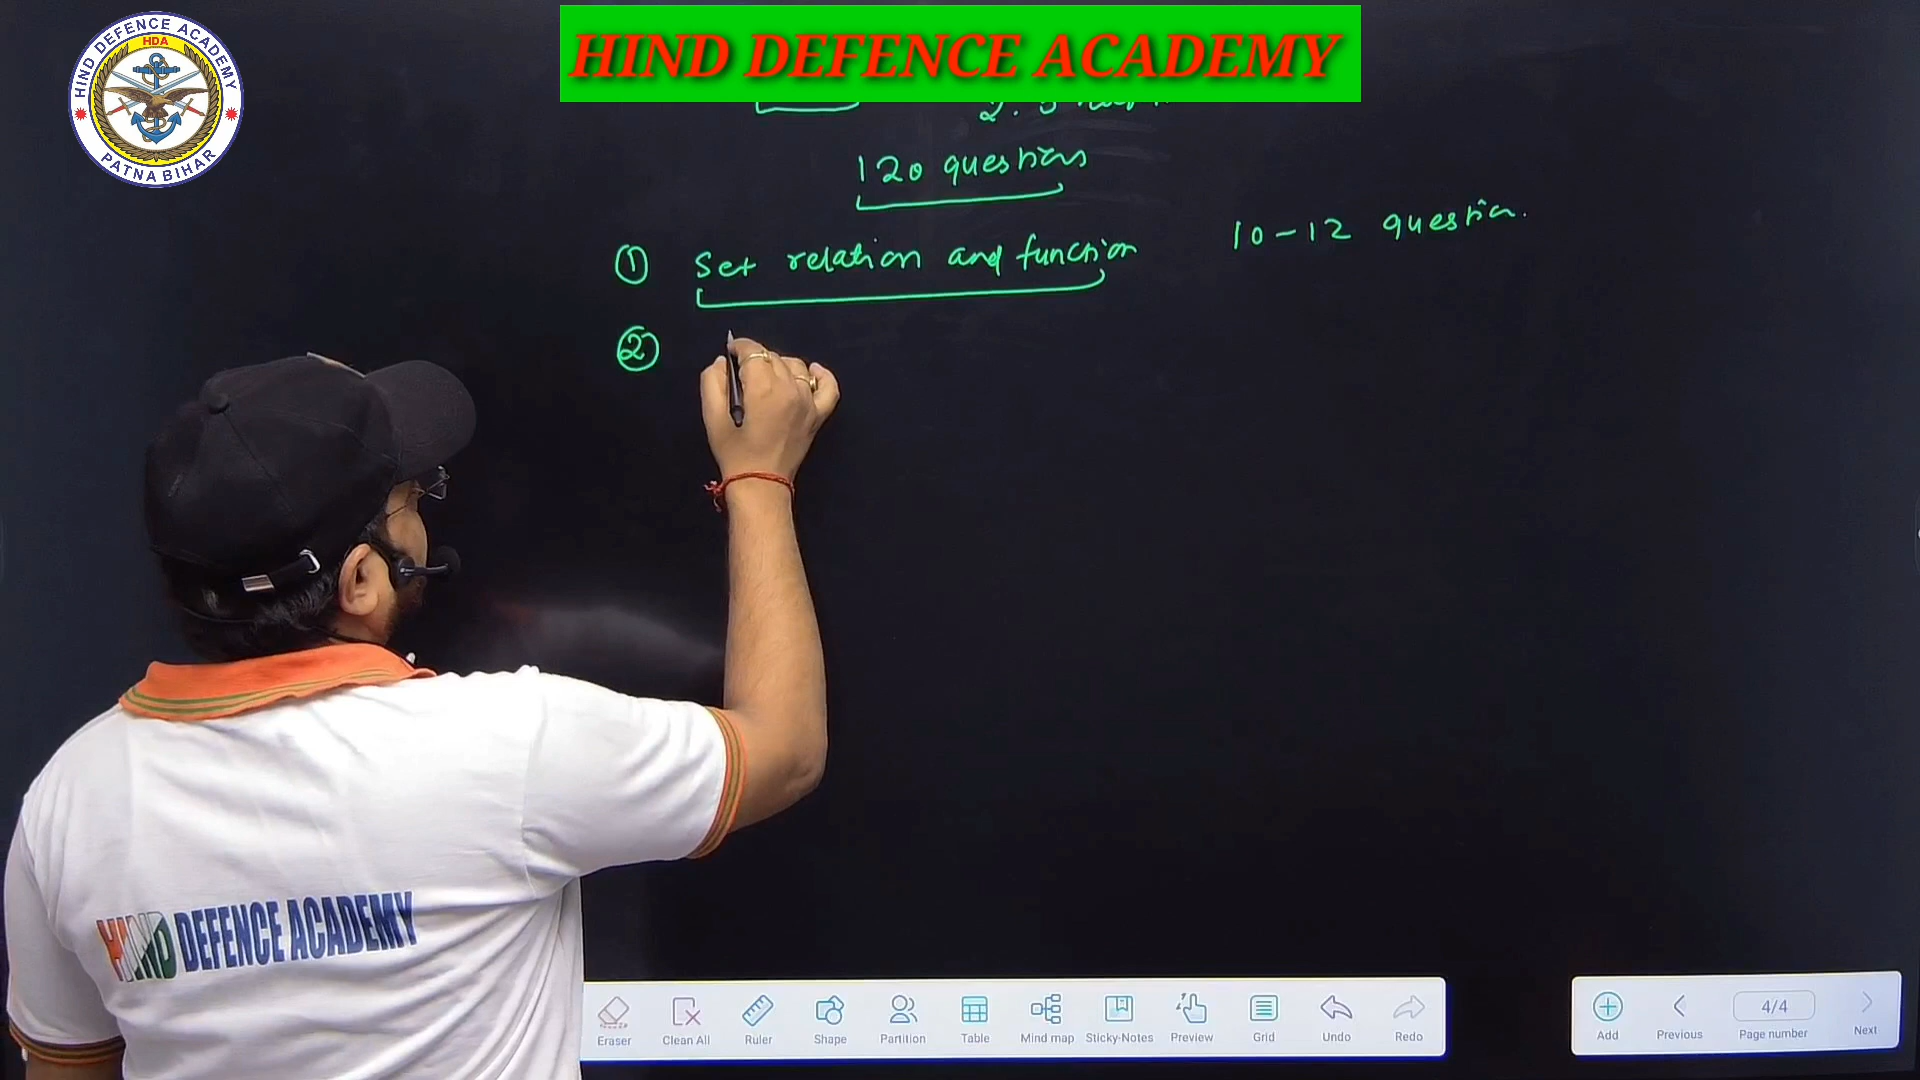 HIND DEFENCE ACADEMY
HIND DEFENCE ACADEMY
HDA
PATNA BIHAR
120 questions
① Set relation and function 10-12 question.
②
HIND DEFENCE ACADEMY
Eraser Clean All Ruler Shape Partition Table Mind map Sticky-Notes Preview Grid Undo Redo
Add Previous 4/4 Page number Next